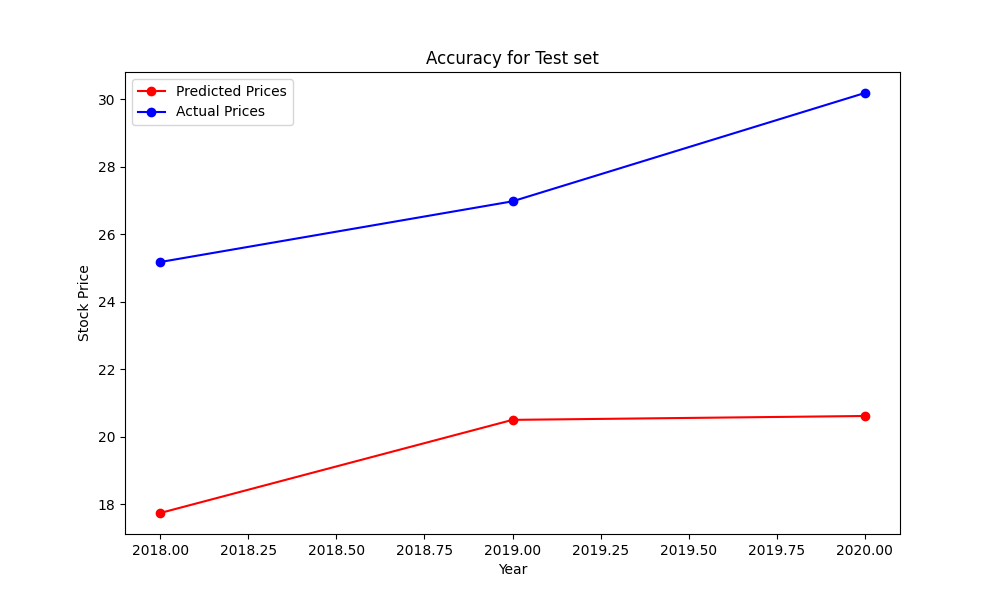 Accuracy for Test set
Predicted Prices
Actual Prices
30
28
26
24
22
20
18
Stock Price
2018.00 2018.25 2018.50 2018.75 2019.00 2019.25 2019.50 2019.75 2020.00
Year